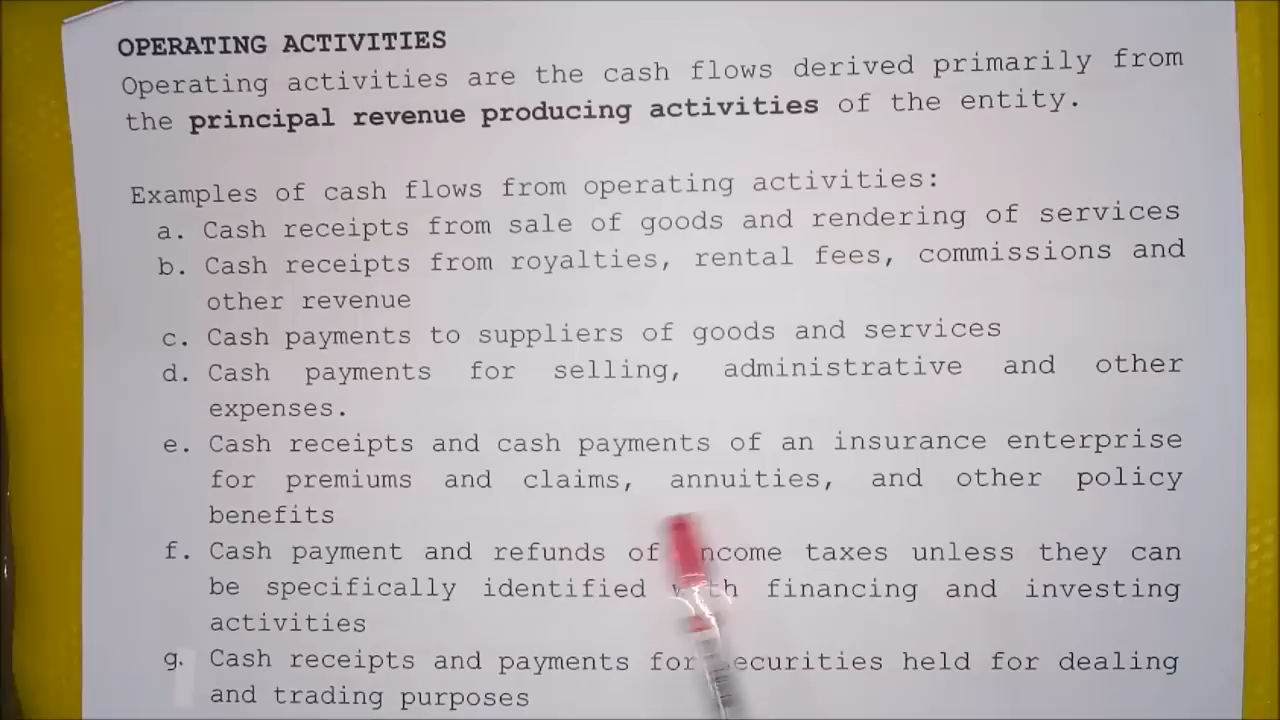 OPERATING ACTIVITIES
Operating activities are the cash flows derived primarily from
the principal revenue producing activities of the entity.
Examples of cash flows from operating activities:
a. Cash receipts from sale of goods and rendering of services
b. Cash receipts from royalties, rental fees, commissions and
other revenue
c. Cash payments to suppliers of goods and services
d. Cash payments for selling, administrative and other
expenses.
e. Cash receipts and cash payments of an insurance enterprise
for premiums and claims, annuities, and other policy
benefits
f. Cash payment and refunds of income taxes unless they can
be specifically identified with financing and investing
activities
g. Cash receipts and payments for securities held for dealing
and trading purposes